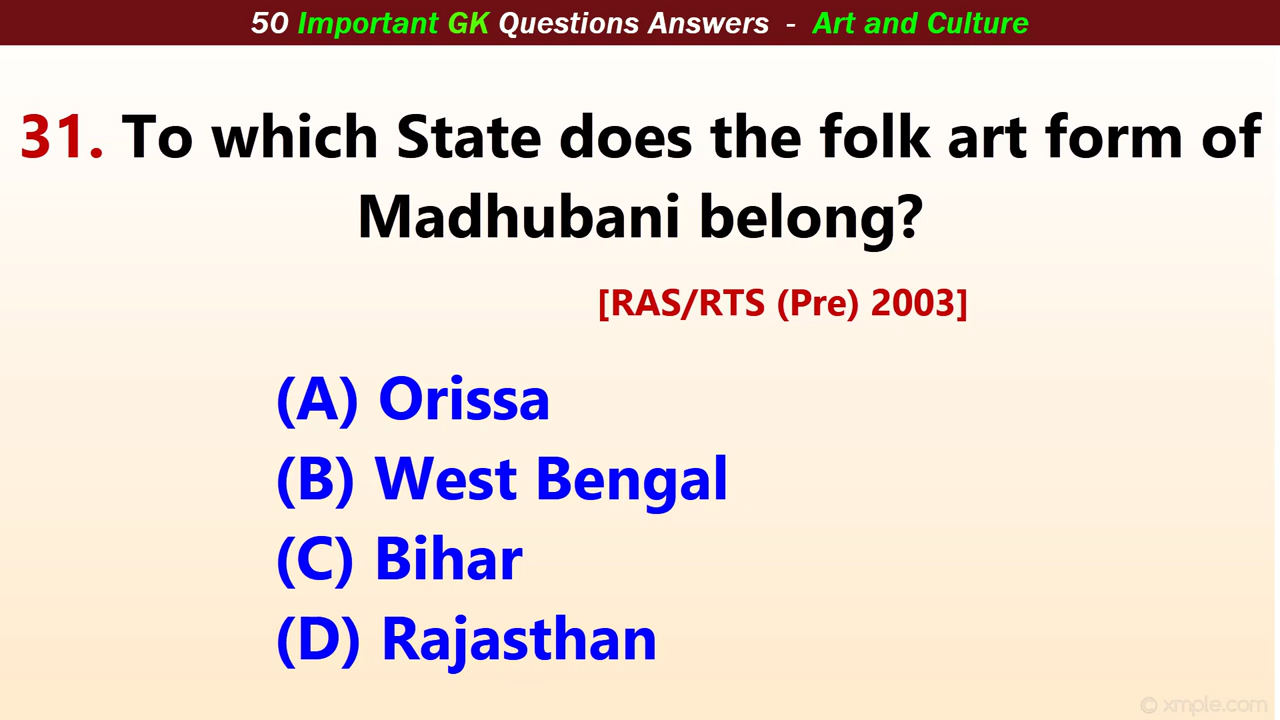 50 Important GK Questions Answers - Art and Culture
31. To which State does the folk art form of
Madhubani belong?
[RAS/RTS (Pre) 2003]
(A) Orissa
(B) West Bengal
(C) Bihar
(D) Rajasthan
© xmple.com